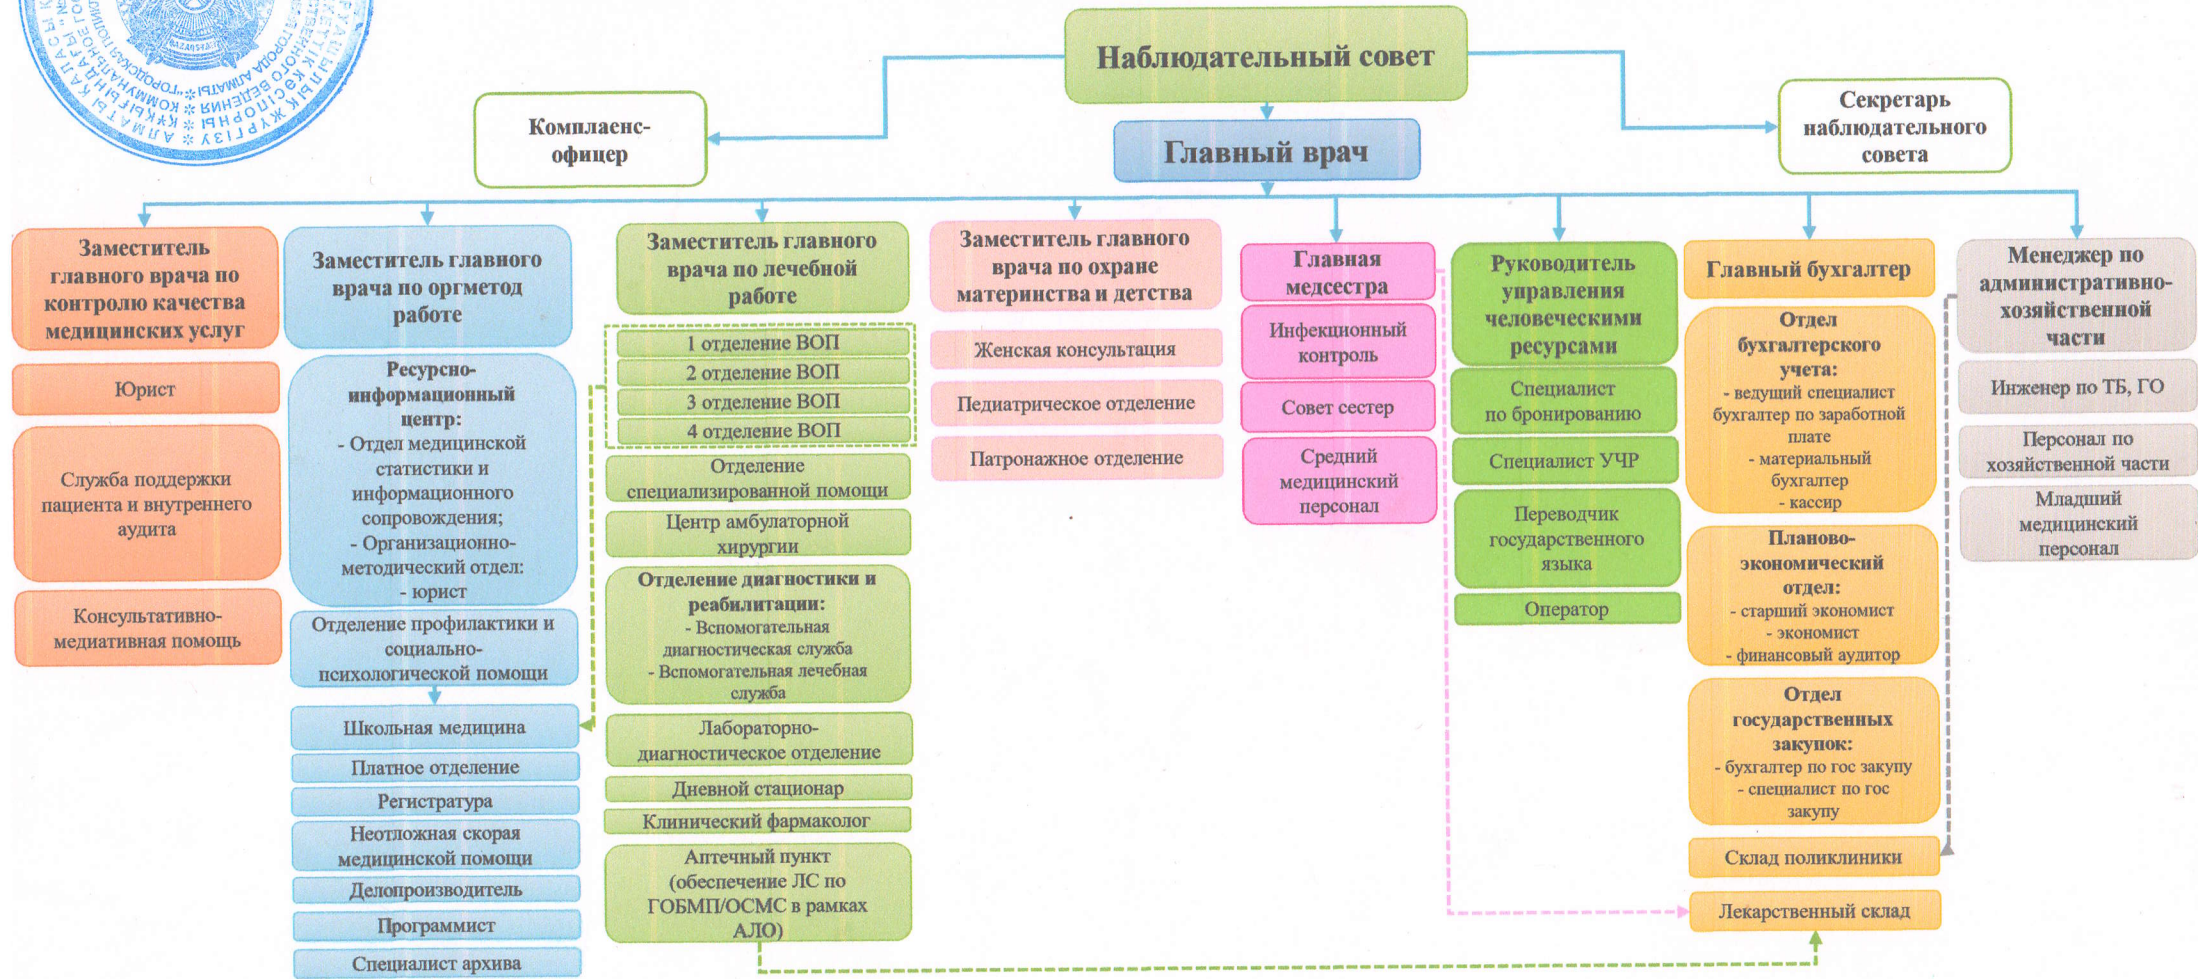 Наблюдательный совет
Комплаенс-
офицер
Секретарь
наблюдательного
совета
Главный врач
Заместитель
главного врача по
контролю качества
медицинских услуг
Юрист
Служба поддержки
пациента и внутреннего
аудита
Консультативно-
медиативная помощь
Заместитель главного
врача по оргметод
работе
Ресурсно-
информационный
центр:
- Отдел медицинской
статистики и
информационного
сопровождения;
- Организационно-
методический отдел:
- юрист
Отделение профилактики и
социально-
психологической помощи
Школьная медицина
Платное отделение
Регистратура
Неотложная скорая
медицинской помощи
Делопроизводитель
Программист
Специалист архива
Заместитель главного
врача по лечебной
работе
1 отделение ВОП
2 отделение ВОП
3 отделение ВОП
4 отделение ВОП
Отделение
специализированной помощи
Центр амбулаторной
хирургии
Отделение диагностики и
реабилитации:
- Вспомогательная
диагностическая служба
- Вспомогательная лечебная
служба
Лабораторно-
диагностическое отделение
Дневной стационар
Клинический фармаколог
Аптечный пункт
(обеспечение ЛС по
ГОБМП/ОСМС в рамках
АЛО)
Заместитель главного
врача по охране
материнства и детства
Женская консультация
Педиатрическое отделение
Патронажное отделение
Главная
медсестра
Инфекционный
контроль
Совет сестер
Средний
медицинский
персонал
Руководитель
управления
человеческими
ресурсами
Специалист
по бронированию
Специалист УЧР
Переводчик
государственного
языка
Оператор
Главный бухгалтер
Отдел
бухгалтерского
учета:
- ведущий специалист
бухгалтер по заработной
плате
- материальный
бухгалтер
- кассир
Планово-
экономический
отдел:
- старший экономист
- экономист
- финансовый аудитор
Отдел
государственных
закупок:
- бухгалтер по гос закупу
- специалист по гос
закупу
Склад поликлиники
Лекарственный склад
Менеджер по
административно-
хозяйственной
части
Инженер по ТБ, ГО
Персонал по
хозяйственной части
Младший
медицинский
персонал